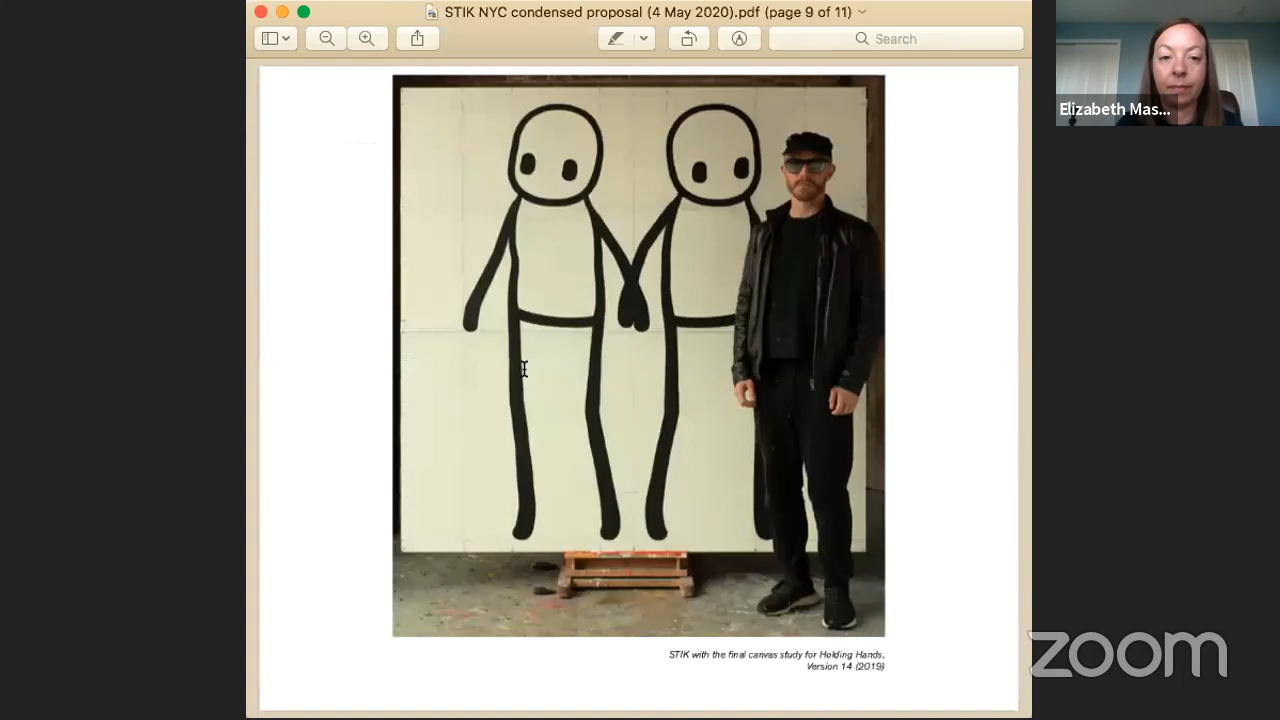 STIK NYC condensed proposal (4 May 2020).pdf (page 9 of 11)
Search
Elizabeth Mas...
STIK with the final canvas study for Holding Hands,
Version 14 (2019)
zoom